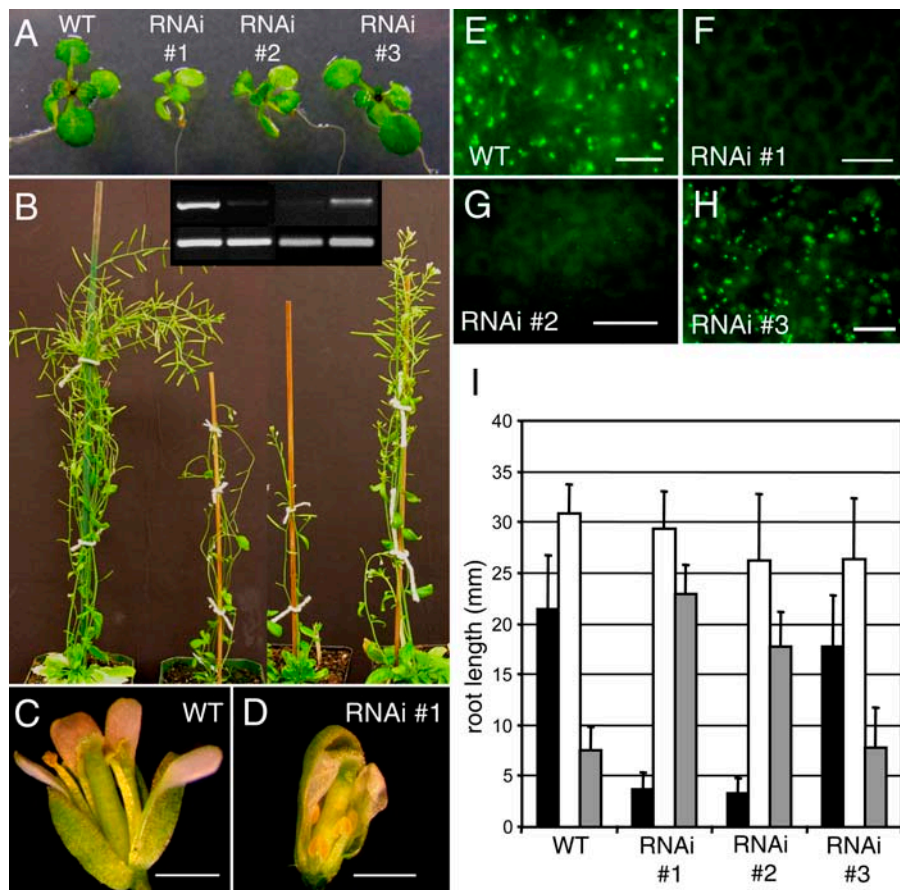 A
WT
RNAi #1
RNAi #2
RNAi #3
B
C
WT
D
RNAi #1
E
WT
F
RNAi #1
G
RNAi #2
H
RNAi #3
I
root length (mm)
40
35
30
25
20
15
10
5
0
WT
RNAi #1
RNAi #2
RNAi #3